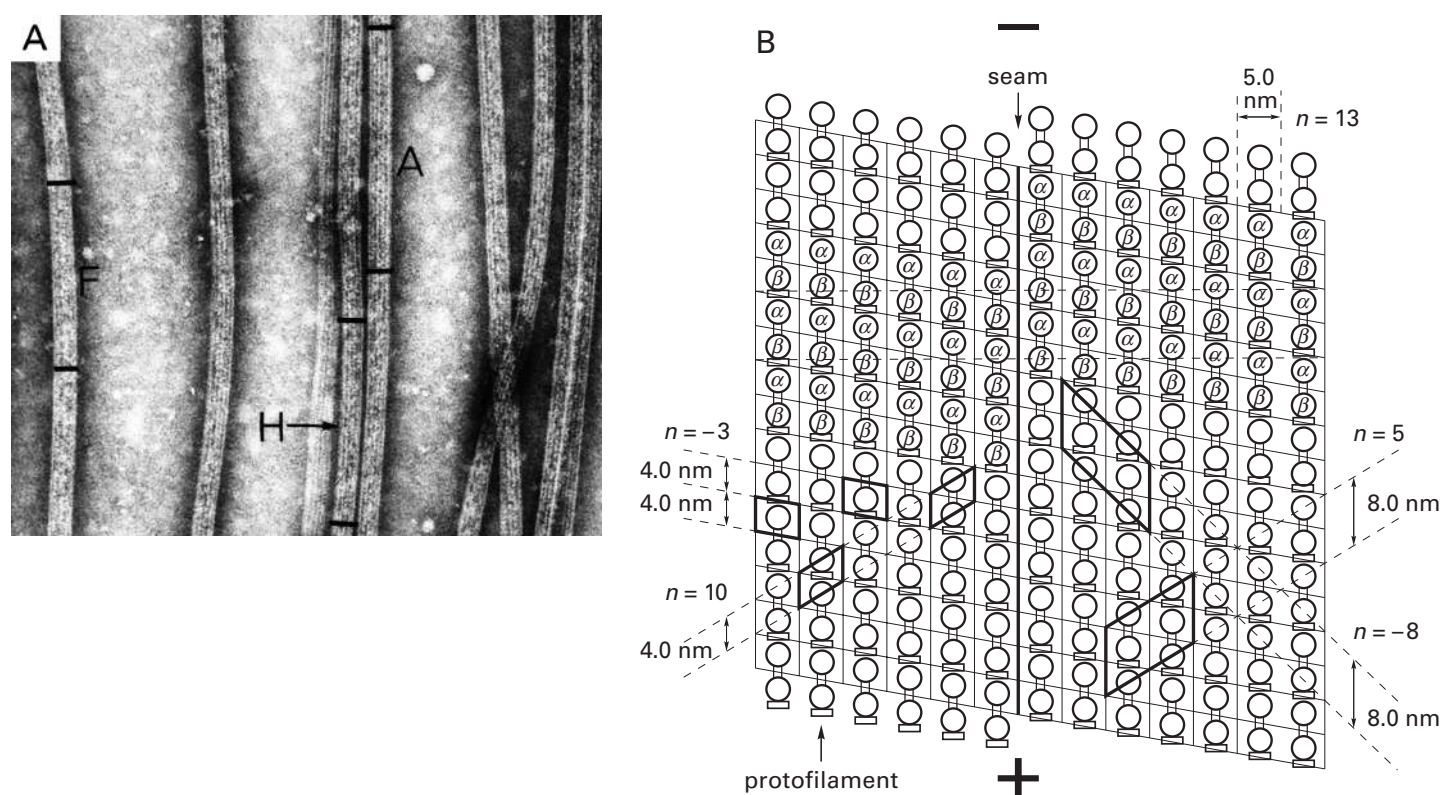 A
A
F
H
B
−
seam
5.0
nm
n = 13
α α α α α α α α α α α α α
β β β β β β β β β β β β β
α α α α α α α α α α α α α
β β β β β β β β β β β β β
α α α α α α α α α α α α α
β β β β β β β β β β β β β
n = −3
4.0 nm
4.0 nm
n = 10
4.0 nm
n = 5
8.0 nm
n = −8
8.0 nm
protofilament
+